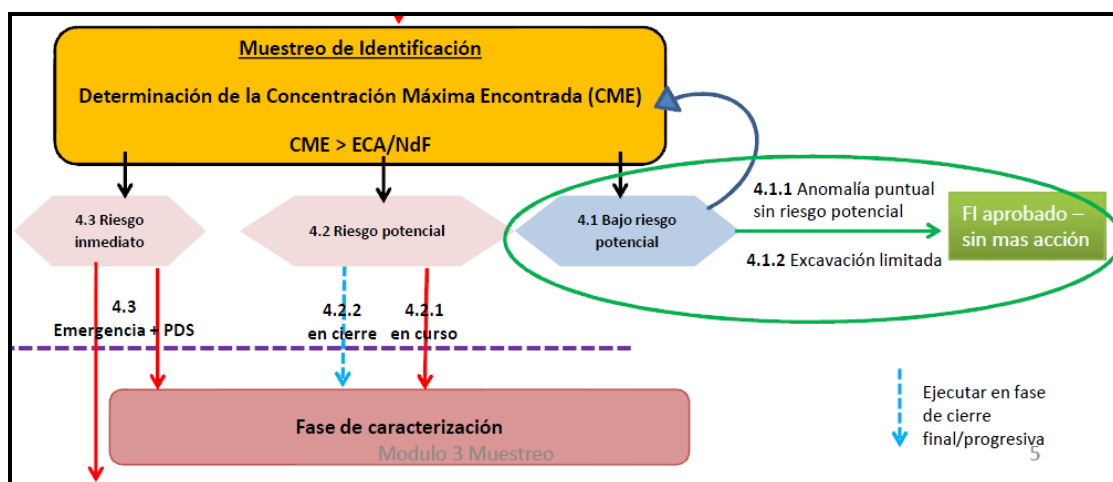 Muestreo de Identificación
Determinación de la Concentración Máxima Encontrada (CME)
CME > ECA/NdF
4.3 Riesgo
inmediato
4.2 Riesgo potencial
4.1 Bajo riesgo
potencial
4.1.1 Anomalía puntual
sin riesgo potencial
4.1.2 Excavación limitada
FI aprobado –
sin mas acción
4.3
Emergencia + PDS
4.2.2
en cierre
4.2.1
en curso
Fase de caracterización
Modulo 3 Muestreo
Ejecutar en fase
de cierre
final/progresiva
5